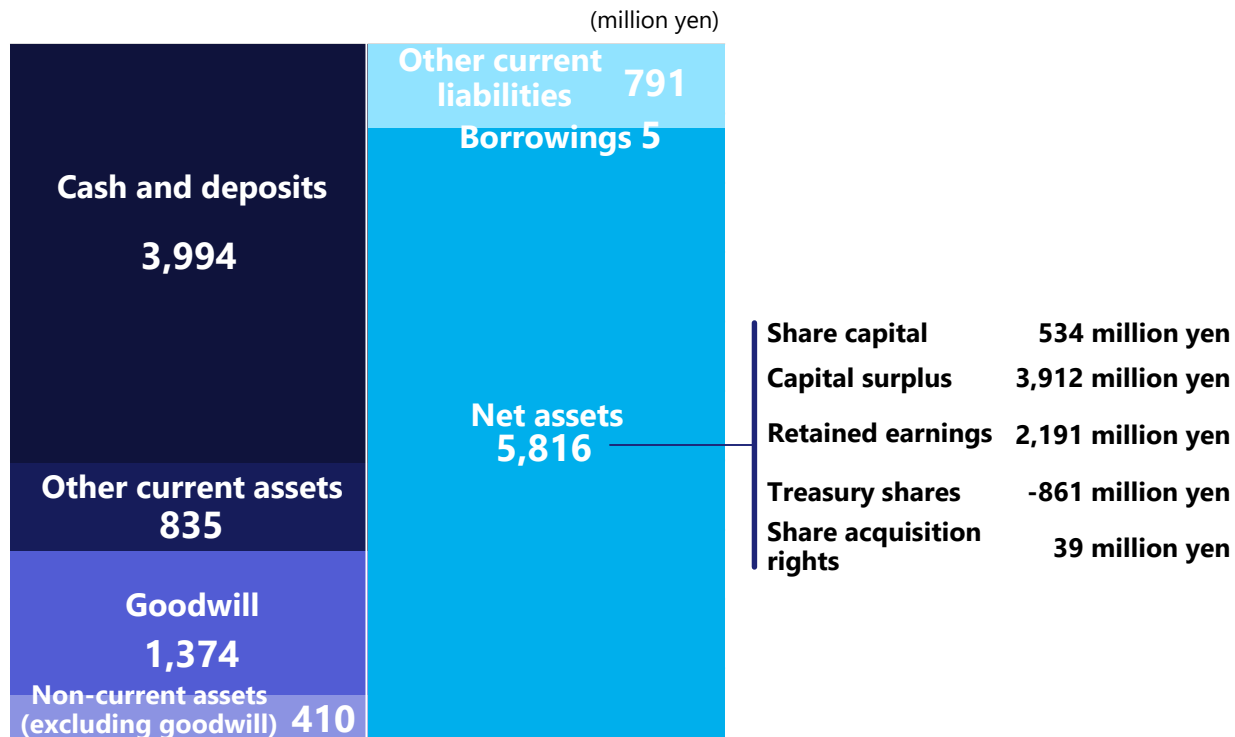 (million yen)
Cash and deposits
3,994
Other current assets
835
Goodwill
1,374
Non-current assets
(excluding goodwill) 410
Other current
liabilities 791
Borrowings 5
Net assets
5,816
Share capital 534 million yen
Capital surplus 3,912 million yen
Retained earnings 2,191 million yen
Treasury shares -861 million yen
Share acquisition
rights 39 million yen